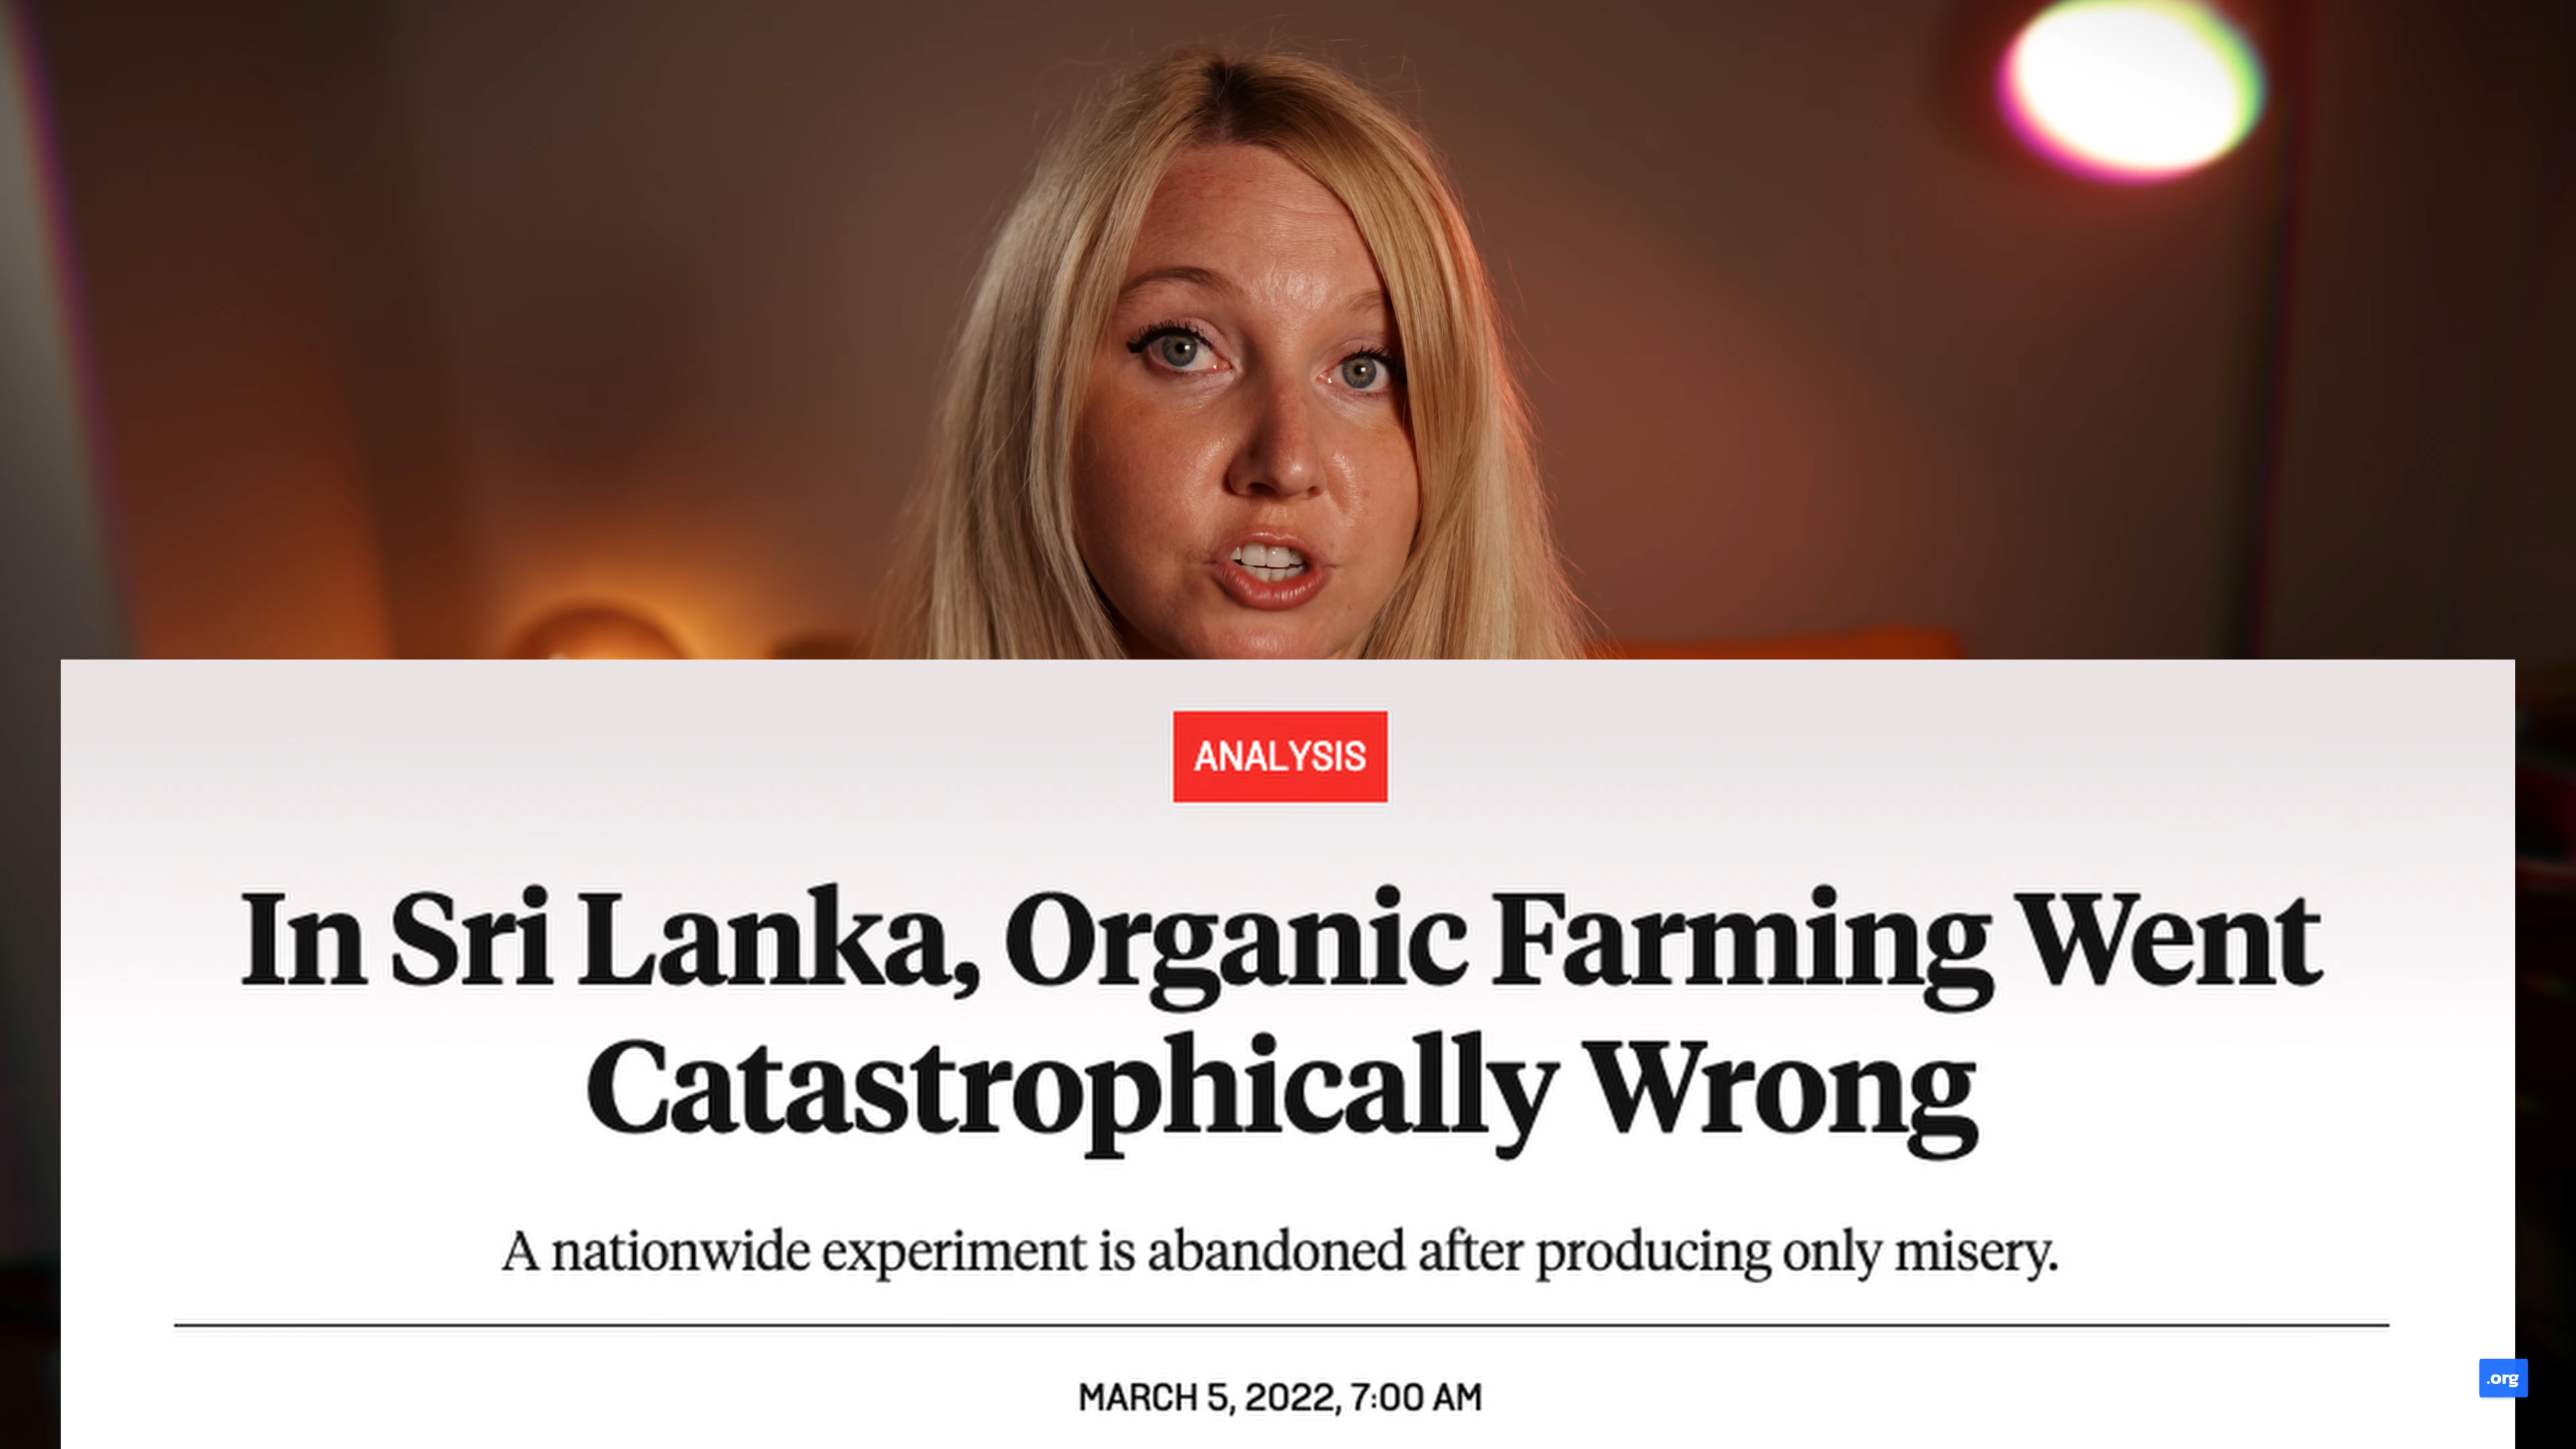 ANALYSIS
In Sri Lanka, Organic Farming Went
Catastrophically Wrong
A nationwide experiment is abandoned after producing only misery.
MARCH 5, 2022, 7:00 AM
.org